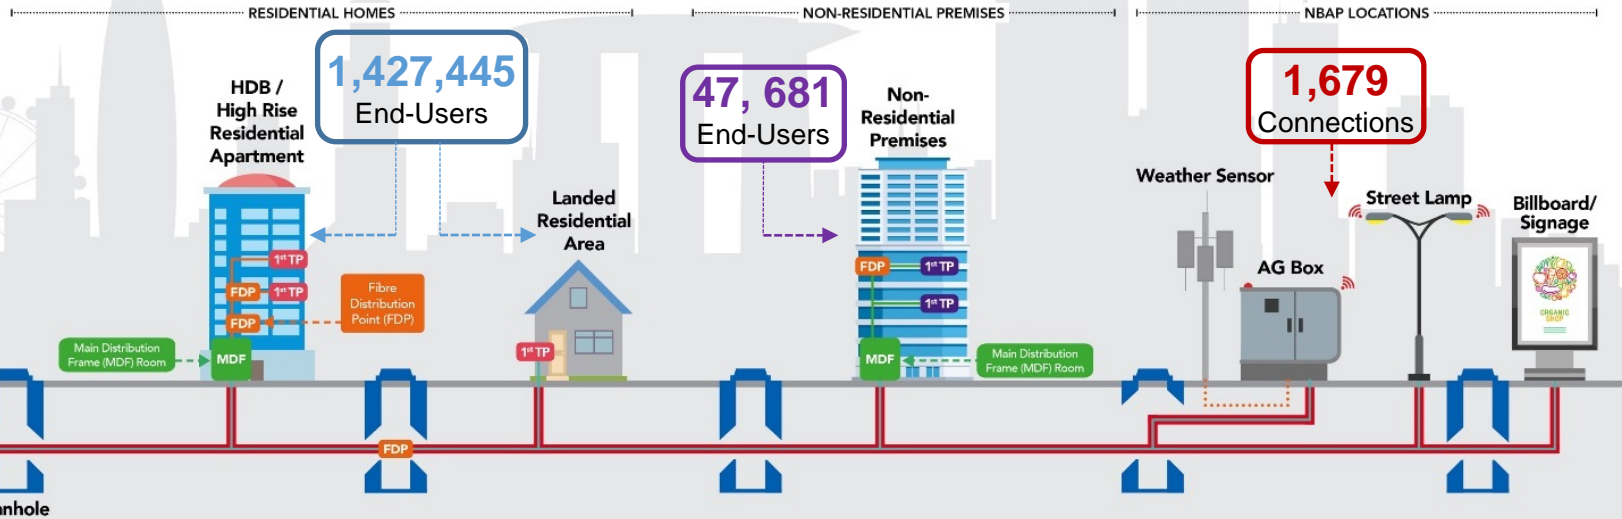 RESIDENTIAL HOMES
NON-RESIDENTIAL PREMISES
NBAP LOCATIONS
1,427,445
End-Users
47, 681
End-Users
1,679
Connections
HDB /
High Rise
Residential
Apartment
Landed
Residential
Area
Non-
Residential
Premises
Weather Sensor
AG Box
Street Lamp
Billboard/
Signage
1st TP
FDP
1st TP
FDP
Fibre
Distribution
Point (FDP)
Main Distribution
Frame (MDF) Room
MDF
1st TP
FDP
1st TP
1st TP
MDF
Main Distribution
Frame (MDF) Room
ORGANIC
SHOP
FDP
anhole